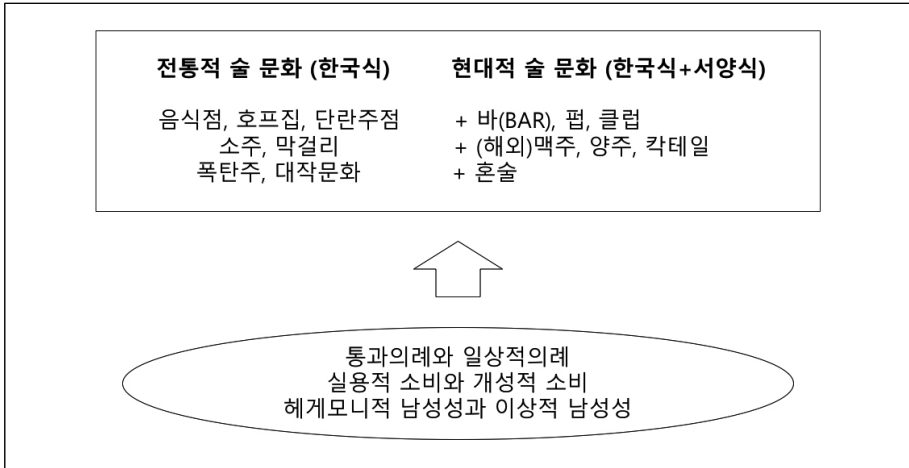 전통적 술 문화 (한국식)
음식점, 호프집, 단란주점
소주, 막걸리
폭탄주, 대작문화
현대적 술 문화 (한국식+서양식)
+ 바(BAR), 펍, 클럽
+ (해외)맥주, 양주, 칵테일
+ 혼술
통과의례와 일상적의례
실용적 소비와 개성적 소비
헤게모니적 남성성과 이상적 남성성